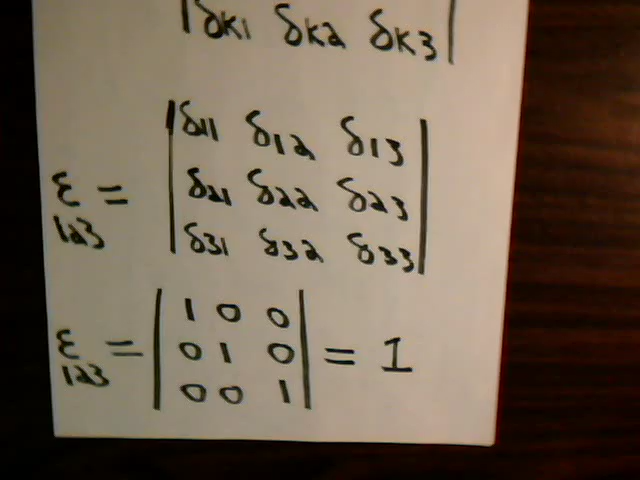 |δK1 δK2 δK3|
|δ11 δ12 δ13|
ε123 = |δ21 δ22 δ23|
|δ31 δ32 δ33|
|1 0 0|
ε123 = |0 1 0| = 1
|0 0 1|